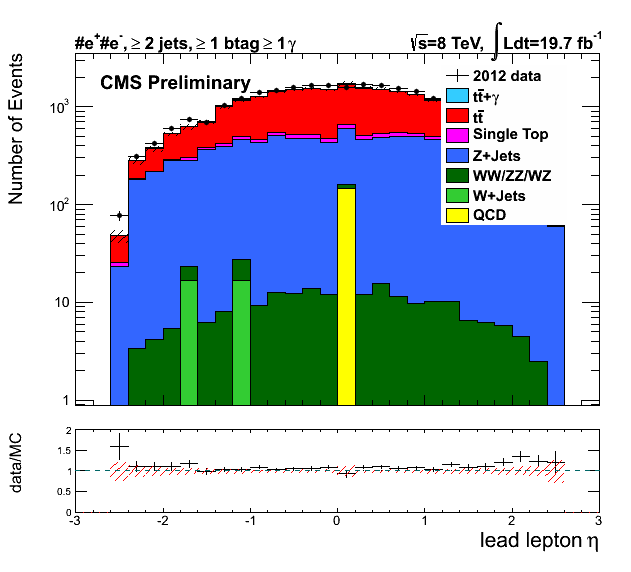 #e+#e-, ≥ 2 jets, ≥ 1 btag ≥ 1 γ
√s=8 TeV, ∫Ldt=19.7 fb-1
CMS Preliminary
Number of Events
10³
10²
10
1
2012 data
tt̄+γ
tt̄
Single Top
Z+Jets
WW/ZZ/WZ
W+Jets
QCD
data/MC
2
1.5
1
0.5
0
-3 -2 -1 0 1 2 3
lead lepton η